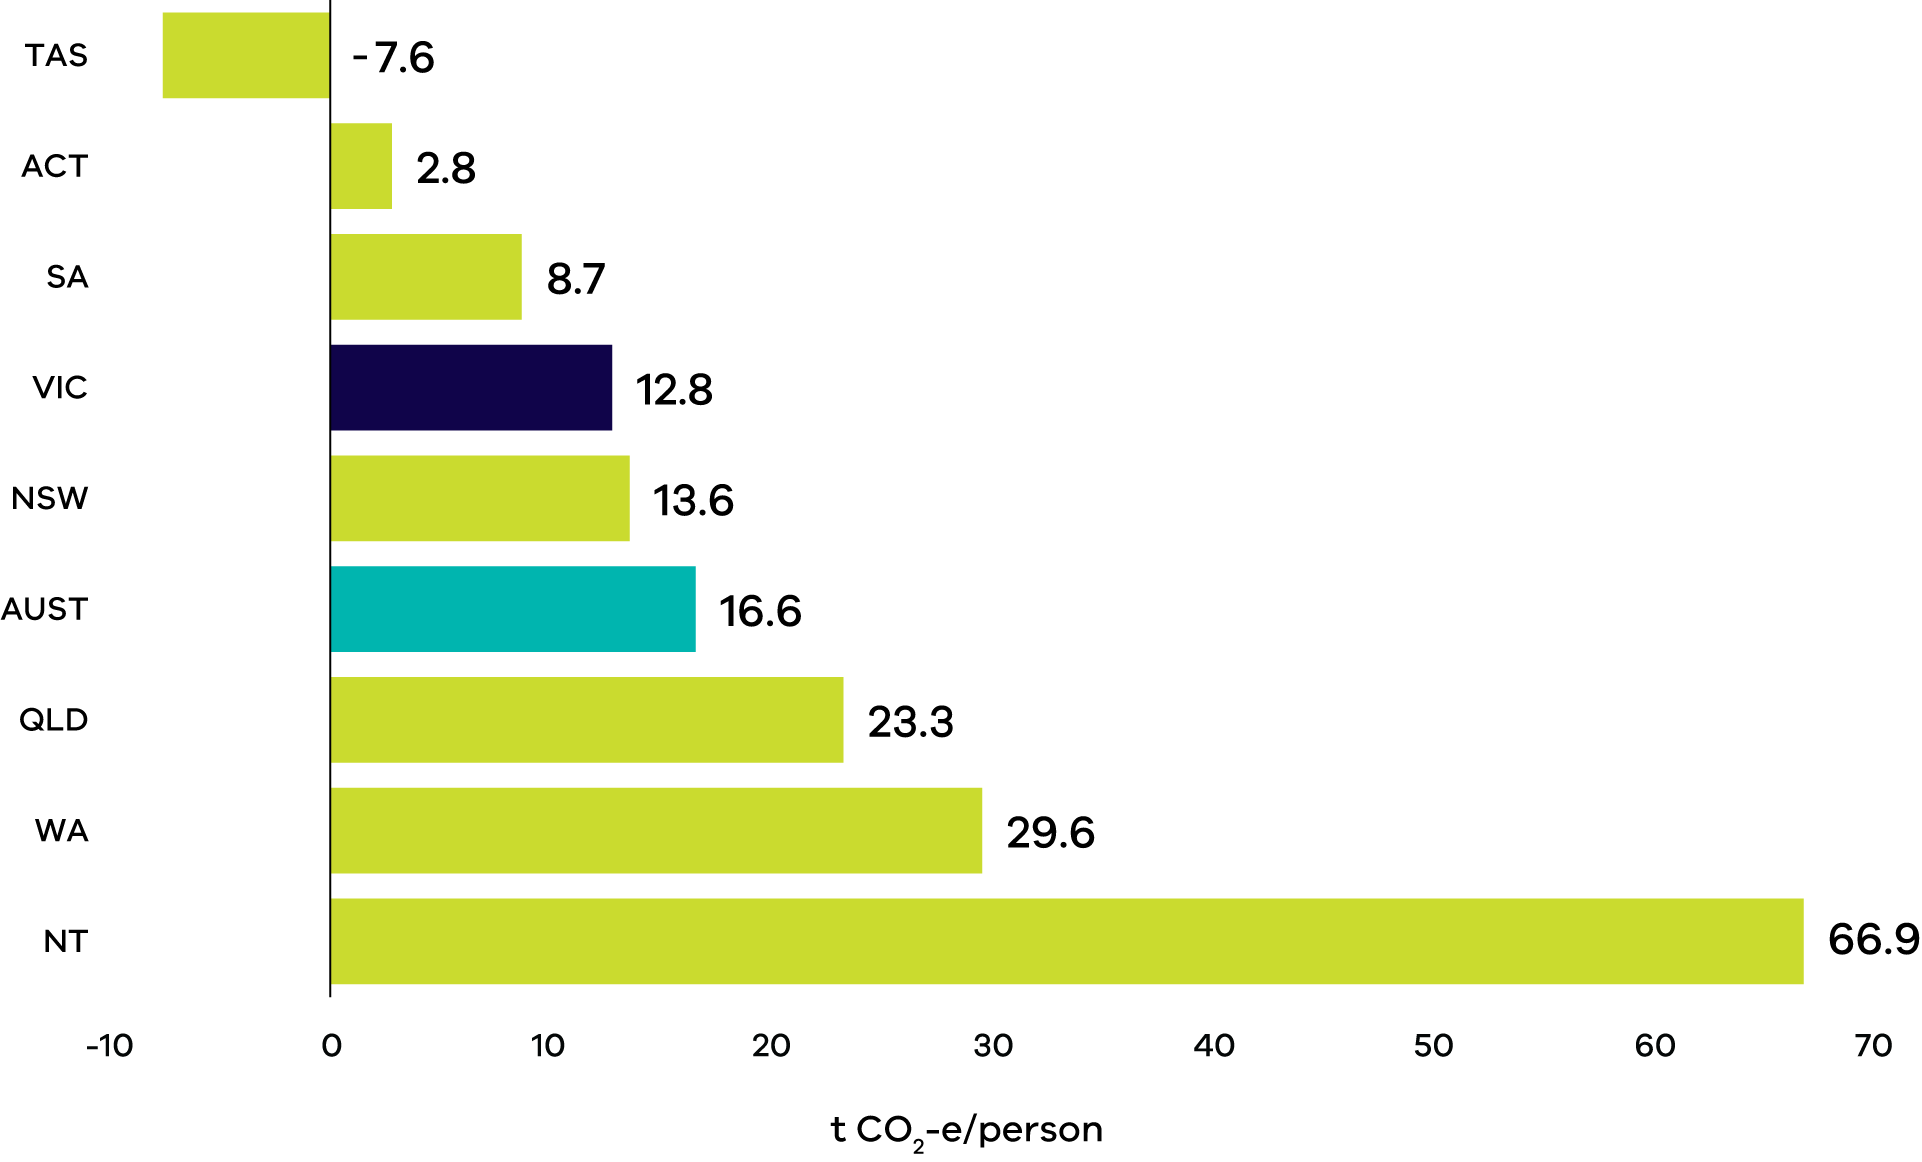 TAS -7.6
ACT 2.8
SA 8.7
VIC 12.8
NSW 13.6
AUST 16.6
QLD 23.3
WA 29.6
NT 66.9
-10 0 10 20 30 40 50 60 70
t CO₂-e/person